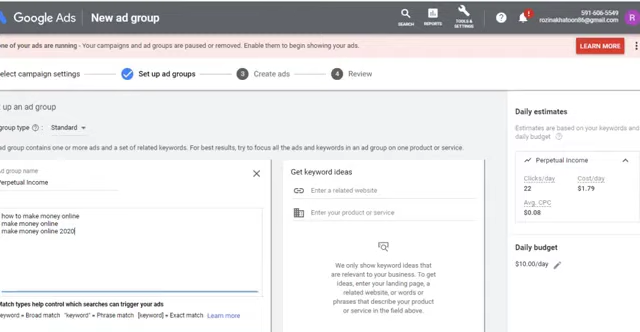 Google Ads New ad group
SEARCH REPORTS TOOLS & SETTINGS
591-606-5549
rozinakhatoon86@gmail.com
R
one of your ads are running - Your campaigns and ad groups are paused or removed. Enable them to begin showing your ads. LEARN MORE
elect campaign settings Set up ad groups 3 Create ads 4 Review
up an ad group
group type ? : Standard
ad group contains one or more ads and a set of related keywords. For best results, try to focus all the ads and keywords in an ad group on one product or service.
Ad group name
Perpetual Income
how to make money online
make money online
make money online 2020
Match types help control which searches can trigger your ads
keyword = Broad match "keyword" = Phrase match [keyword] = Exact match Learn more
Get keyword ideas
Enter a related website
Enter your product or service
We only show keyword ideas that
are relevant to your business. To get
ideas, enter your landing page, a
related website, or words or
phrases that describe your product
or service in the field above.
Daily estimates
Estimates are based on your keywords and
daily budget ?
Perpetual Income
Clicks/day Cost/day
22 $1.79
Avg. CPC
$0.08
Daily budget
$10.00/day